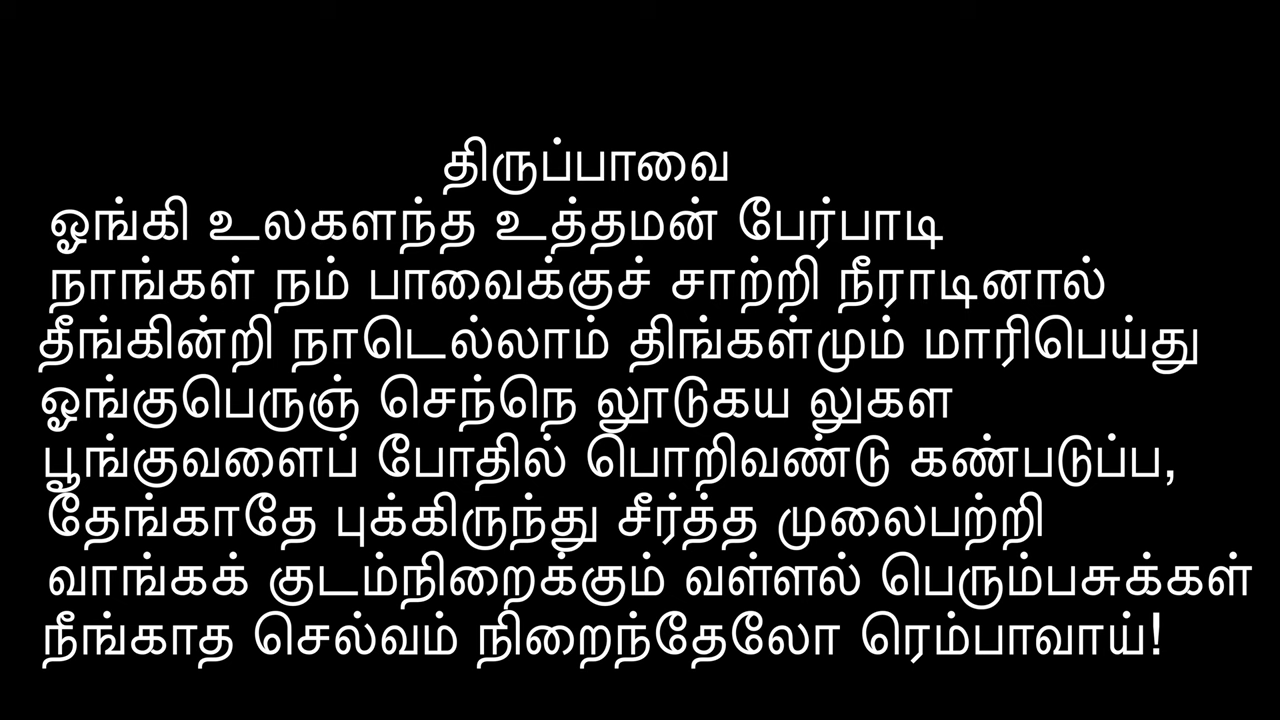 திருப்பாவை
ஓங்கி உலகளந்த உத்தமன் பேர்பாடி
நாங்கள் நம் பாவைக்குச் சாற்றி நீராடினால்
தீங்கின்றி நாடெல்லாம் திங்கள்மும் மாரிபெய்து
ஓங்குபெருஞ் செந்நெ லூடுகய லுகள
பூங்குவளைப் போதில் பொறிவண்டு கண்படுப்ப,
தேங்காதே புக்கிருந்து சீர்த்த முலைபற்றி
வாங்கக் குடம்நிறைக்கும் வள்ளல் பெரும்பசுக்கள்
நீங்காத செல்வம் நிறைந்தேலோ ரெம்பாவாய்!